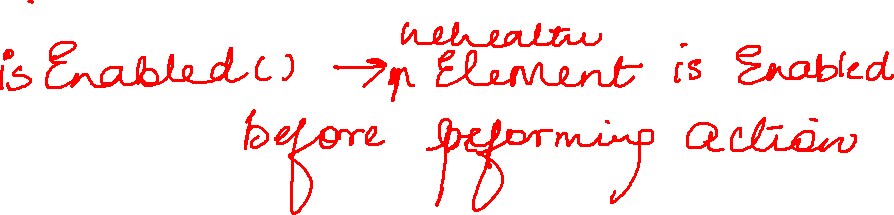 isEnabled() → Element is Enabled
before peforming action